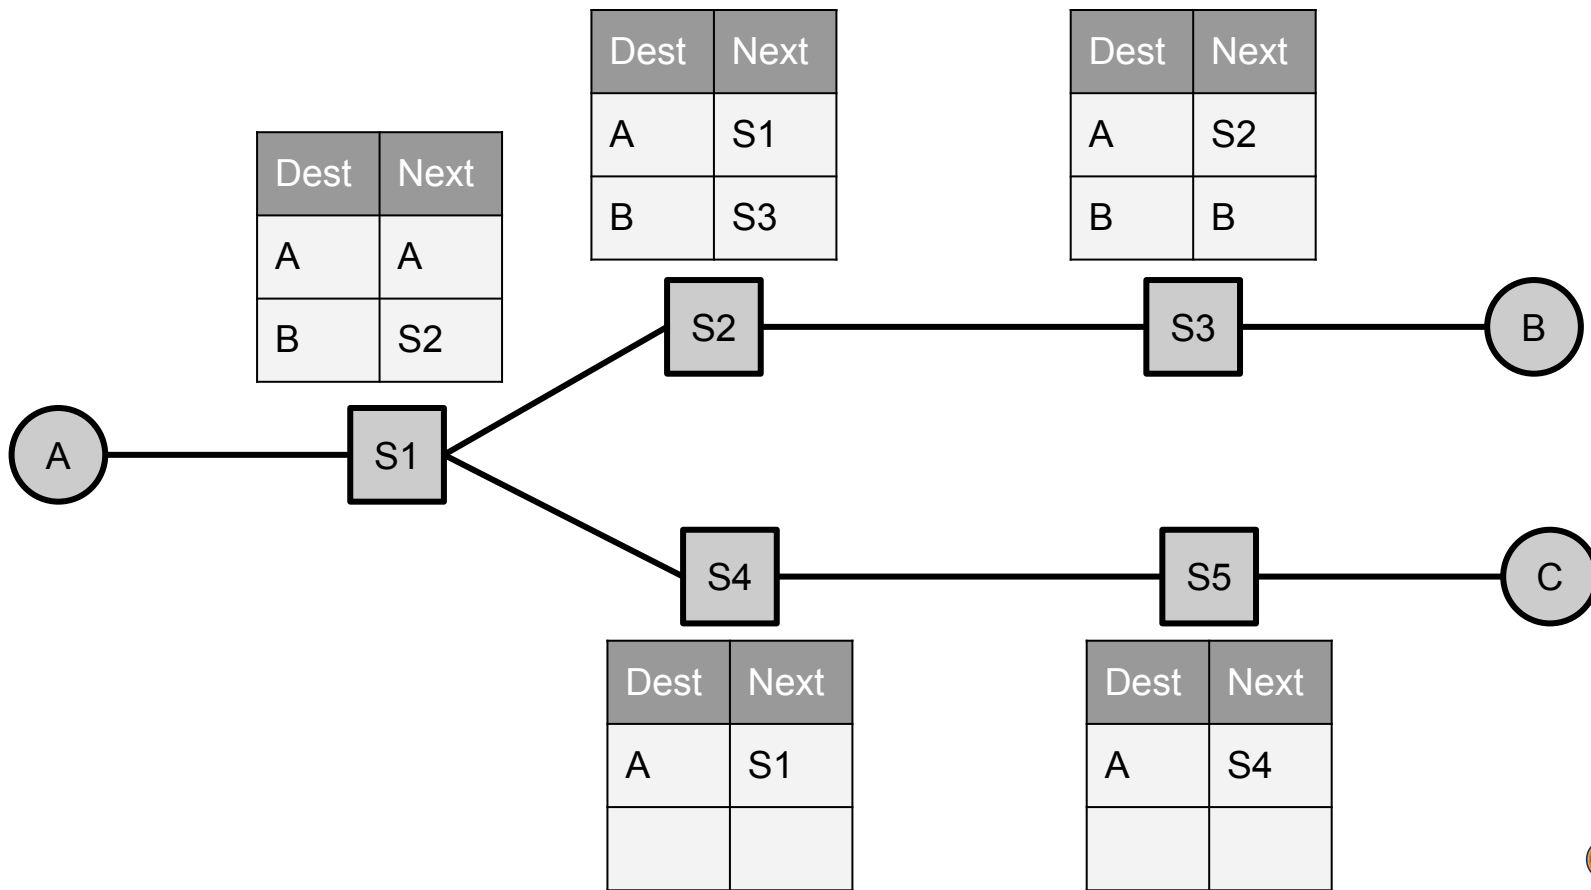 Dest Next
A S1
B S3
Dest Next
A S2
B B
Dest Next
A A
B S2
S2
S3
B
A
S1
S4
S5
C
Dest Next
A S1
Dest Next
A S4